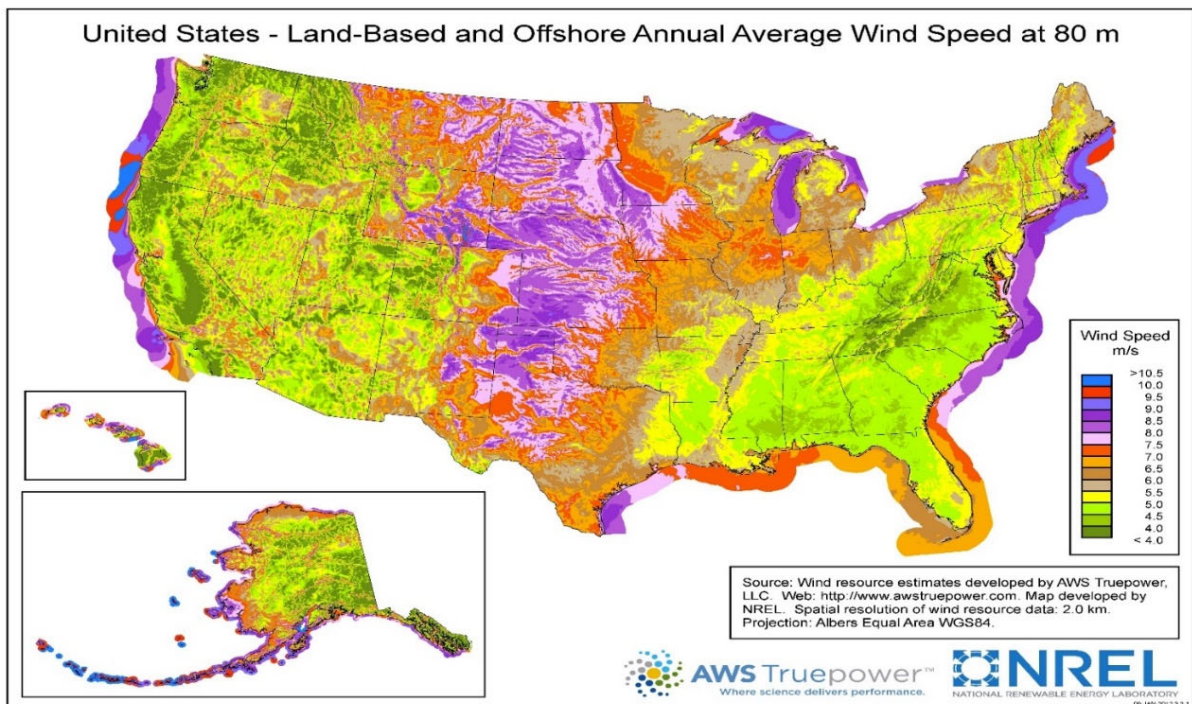 United States - Land-Based and Offshore Annual Average Wind Speed at 80 m
Wind Speed
m/s
>10.5
10.0
9.5
9.0
8.5
8.0
7.5
7.0
6.5
6.0
5.5
5.0
4.5
4.0
< 4.0
Source: Wind resource estimates developed by AWS Truepower,
LLC. Web: http://www.awstruepower.com. Map developed by
NREL. Spatial resolution of wind resource data: 2.0 km.
Projection: Albers Equal Area WGS84.
AWS Truepower™
Where science delivers performance.
NREL
NATIONAL RENEWABLE ENERGY LABORATORY